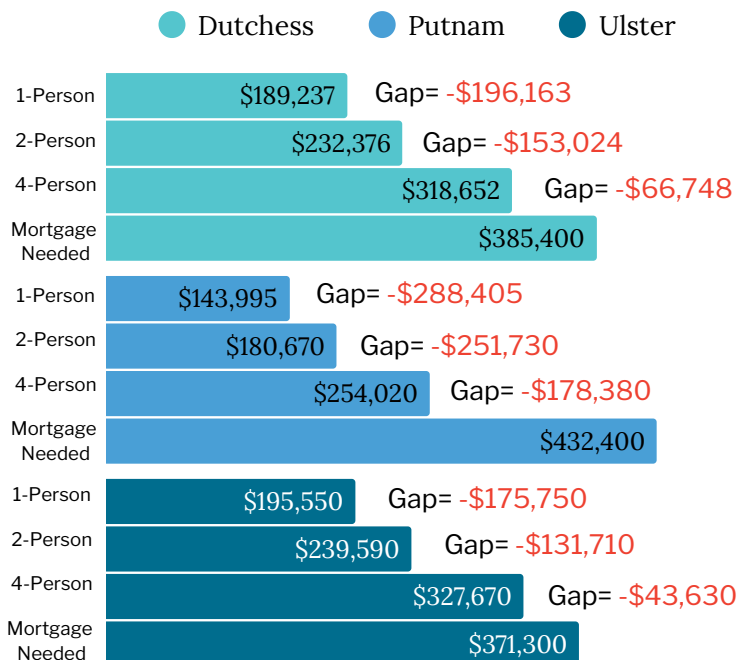 Dutchess Putnam Ulster
1-Person $189,237 Gap= -$196,163
2-Person $232,376 Gap= -$153,024
4-Person $318,652 Gap= -$66,748
Mortgage
Needed $385,400
1-Person $143,995 Gap= -$288,405
2-Person $180,670 Gap= -$251,730
4-Person $254,020 Gap= -$178,380
Mortgage
Needed $432,400
1-Person $195,550 Gap= -$175,750
2-Person $239,590 Gap= -$131,710
4-Person $327,670 Gap= -$43,630
Mortgage
Needed $371,300